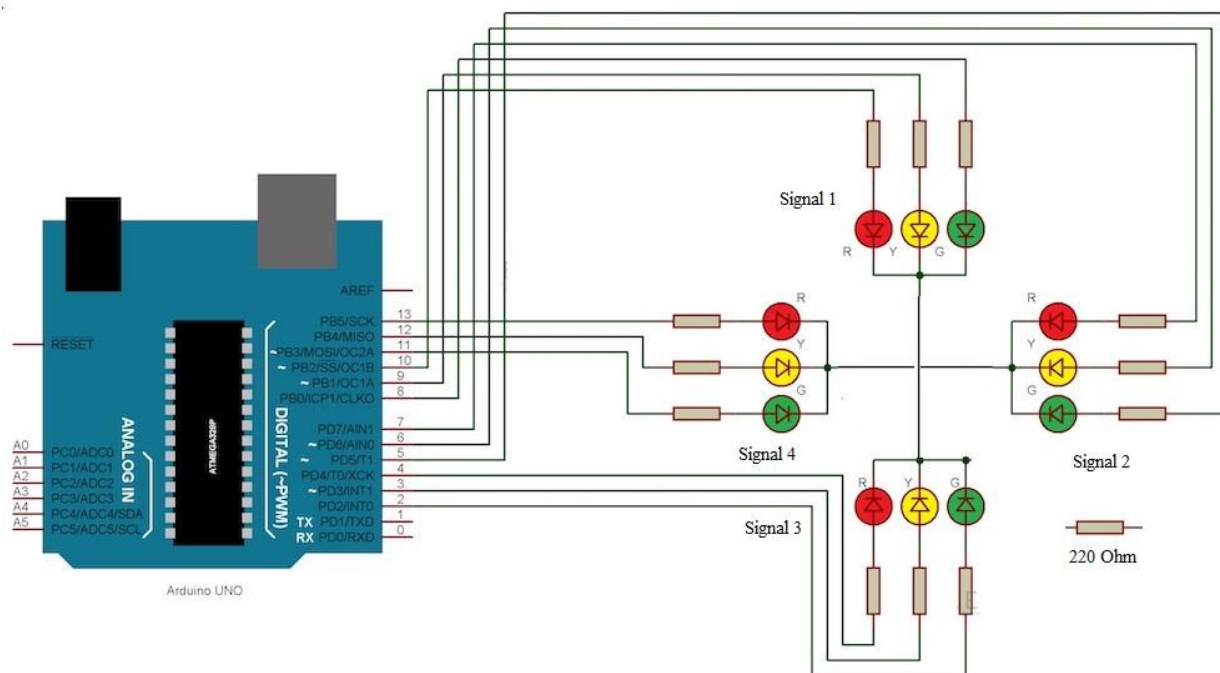 Signal 1
R
Y
G
AREF
PB5/SCK 13
PB4/MISO 12
~PB3/MOSI/OC2A 11
~ PB2/SS/OC1B 10
~ PB1/OC1A 9
PB0/ICP1/CLKO 8
PD7/AIN1 7
~ PD6/AIN0 6
~ PD5/T1 5
PD4/T0/XCK 4
~ PD3/INT1 3
PD2/INT0 2
TX PD1/TXD 1
RX PD0/RXD 0
RESET
ATMEGA328P
DIGITAL (~PWM)
ANALOG IN
A0 PC0/ADC0
A1 PC1/ADC1
A2 PC2/ADC2
A3 PC3/ADC3
A4 PC4/ADC4/SDA
A5 PC5/ADC5/SCL
Arduino UNO
R
Y
G
Signal 4
R
Y
G
Signal 2
R
Y
G
Signal 3
220 Ohm